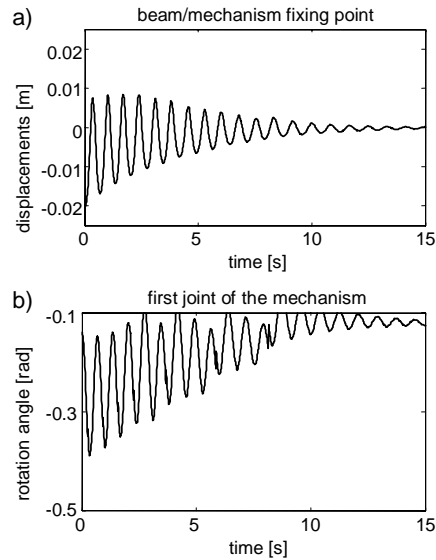 a)
beam/mechanism fixing point
displacements [m]
0.02
0.01
0
-0.01
-0.02
0
5
10
15
time [s]
b)
first joint of the mechanism
rotation angle [rad]
-0.1
-0.3
-0.5
0
5
10
15
time [s]